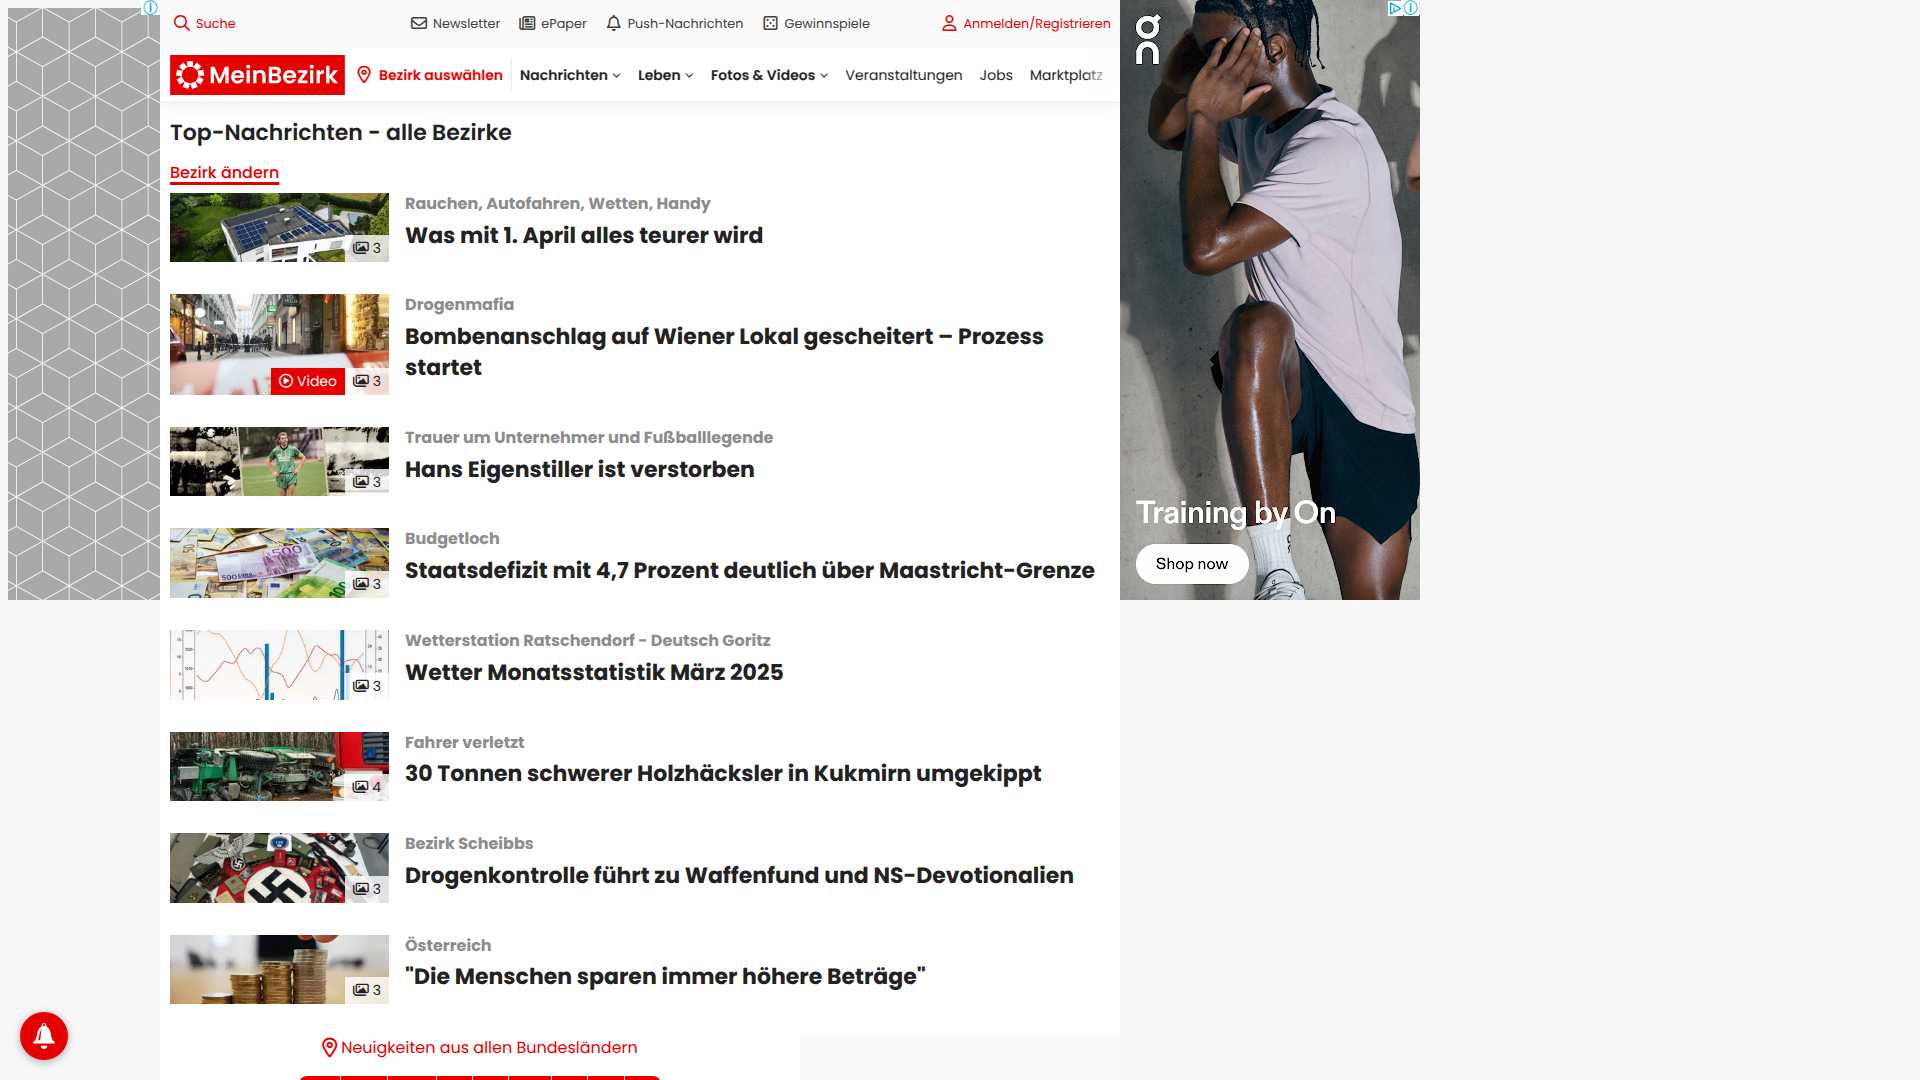 Suche
Newsletter
ePaper
Push-Nachrichten
Gewinnspiele
Anmelden/Registrieren
MeinBezirk
Bezirk auswählen
Nachrichten
Leben
Fotos & Videos
Veranstaltungen
Jobs
Marktplatz
Top-Nachrichten - alle Bezirke
Bezirk ändern
3
Rauchen, Autofahren, Wetten, Handy
Was mit 1. April alles teurer wird
Video
3
Drogenmafia
Bombenanschlag auf Wiener Lokal gescheitert – Prozess
startet
3
Trauer um Unternehmer und Fußballlegende
Hans Eigenstiller ist verstorben
3
Budgetloch
Staatsdefizit mit 4,7 Prozent deutlich über Maastricht-Grenze
3
Wetterstation Ratschendorf - Deutsch Goritz
Wetter Monatsstatistik März 2025
4
Fahrer verletzt
30 Tonnen schwerer Holzhäcksler in Kukmirn umgekippt
3
Bezirk Scheibbs
Drogenkontrolle führt zu Waffenfund und NS-Devotionalien
3
Österreich
"Die Menschen sparen immer höhere Beträge"
Neuigkeiten aus allen Bundesländern
Training by On
Shop now